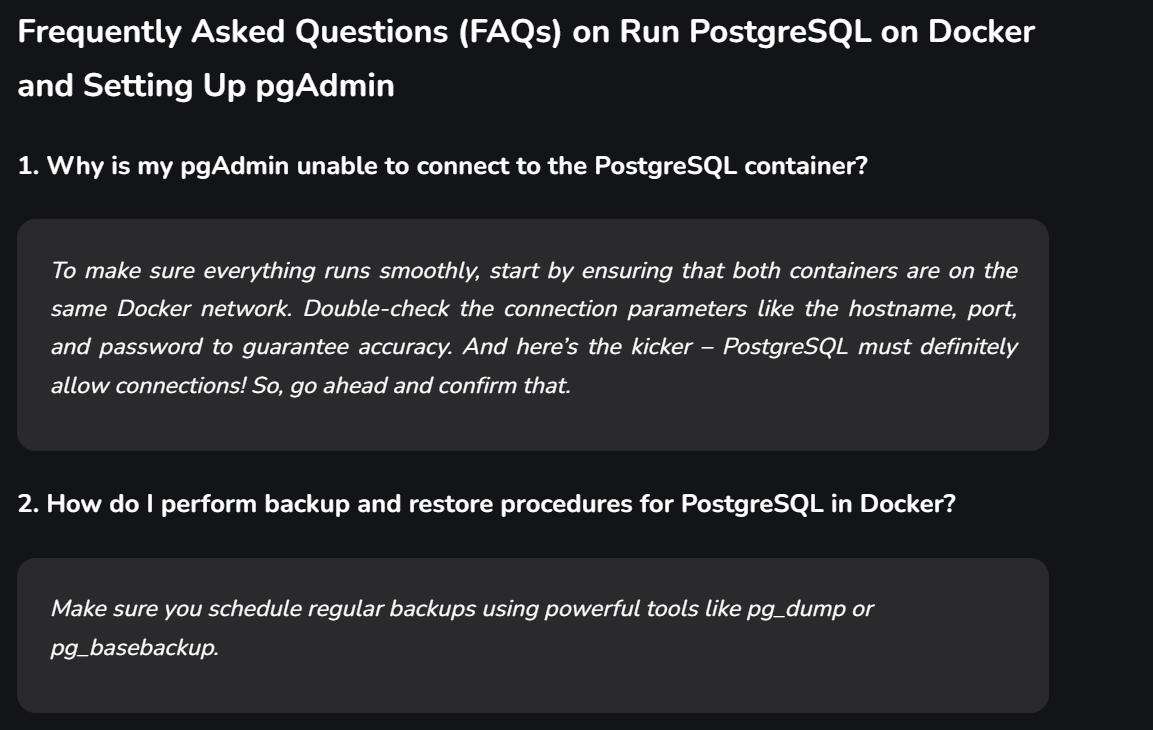 Frequently Asked Questions (FAQs) on Run PostgreSQL on Docker
and Setting Up pgAdmin
1. Why is my pgAdmin unable to connect to the PostgreSQL container?
To make sure everything runs smoothly, start by ensuring that both containers are on the
same Docker network. Double-check the connection parameters like the hostname, port,
and password to guarantee accuracy. And here’s the kicker – PostgreSQL must definitely
allow connections! So, go ahead and confirm that.
2. How do I perform backup and restore procedures for PostgreSQL in Docker?
Make sure you schedule regular backups using powerful tools like pg_dump or
pg_basebackup.